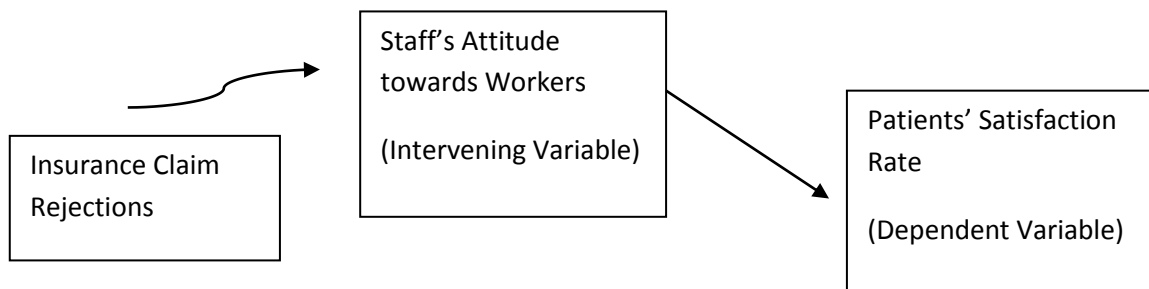 Insurance Claim
Rejections
Staff’s Attitude
towards Workers
(Intervening Variable)
Patients’ Satisfaction
Rate
(Dependent Variable)